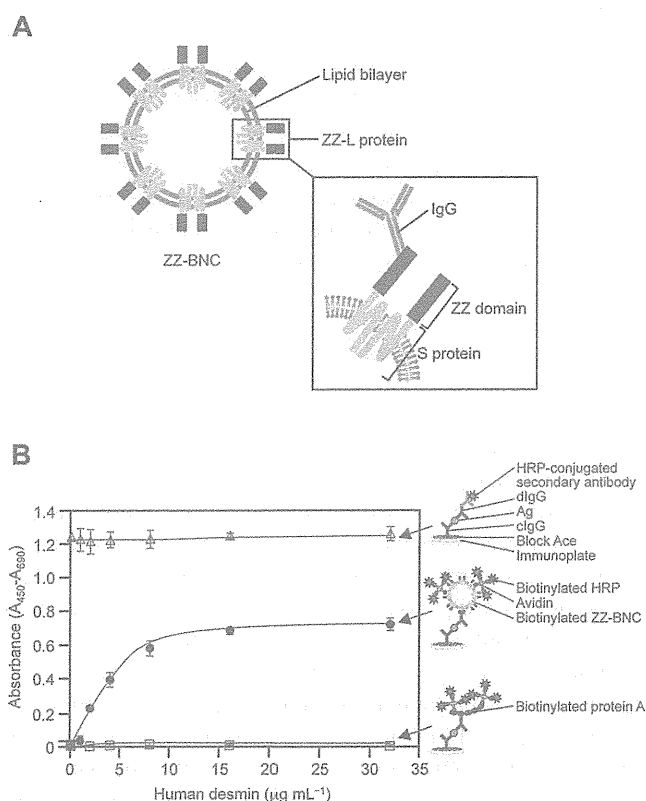 A
Lipid bilayer
ZZ-L protein
IgG
ZZ-BNC
ZZ domain
S protein
B
HRP-conjugated
secondary antibody
dIgG
Ag
cIgG
Block Ace
Immunoplate
Biotinylated HRP
Avidin
Biotinylated ZZ-BNC
Biotinylated protein A
Absorbance (A450-A690)
1.4
1.2
1.0
0.8
0.6
0.4
0.2
0
0 5 10 15 20 25 30 35
Human desmin (μg mL⁻¹)